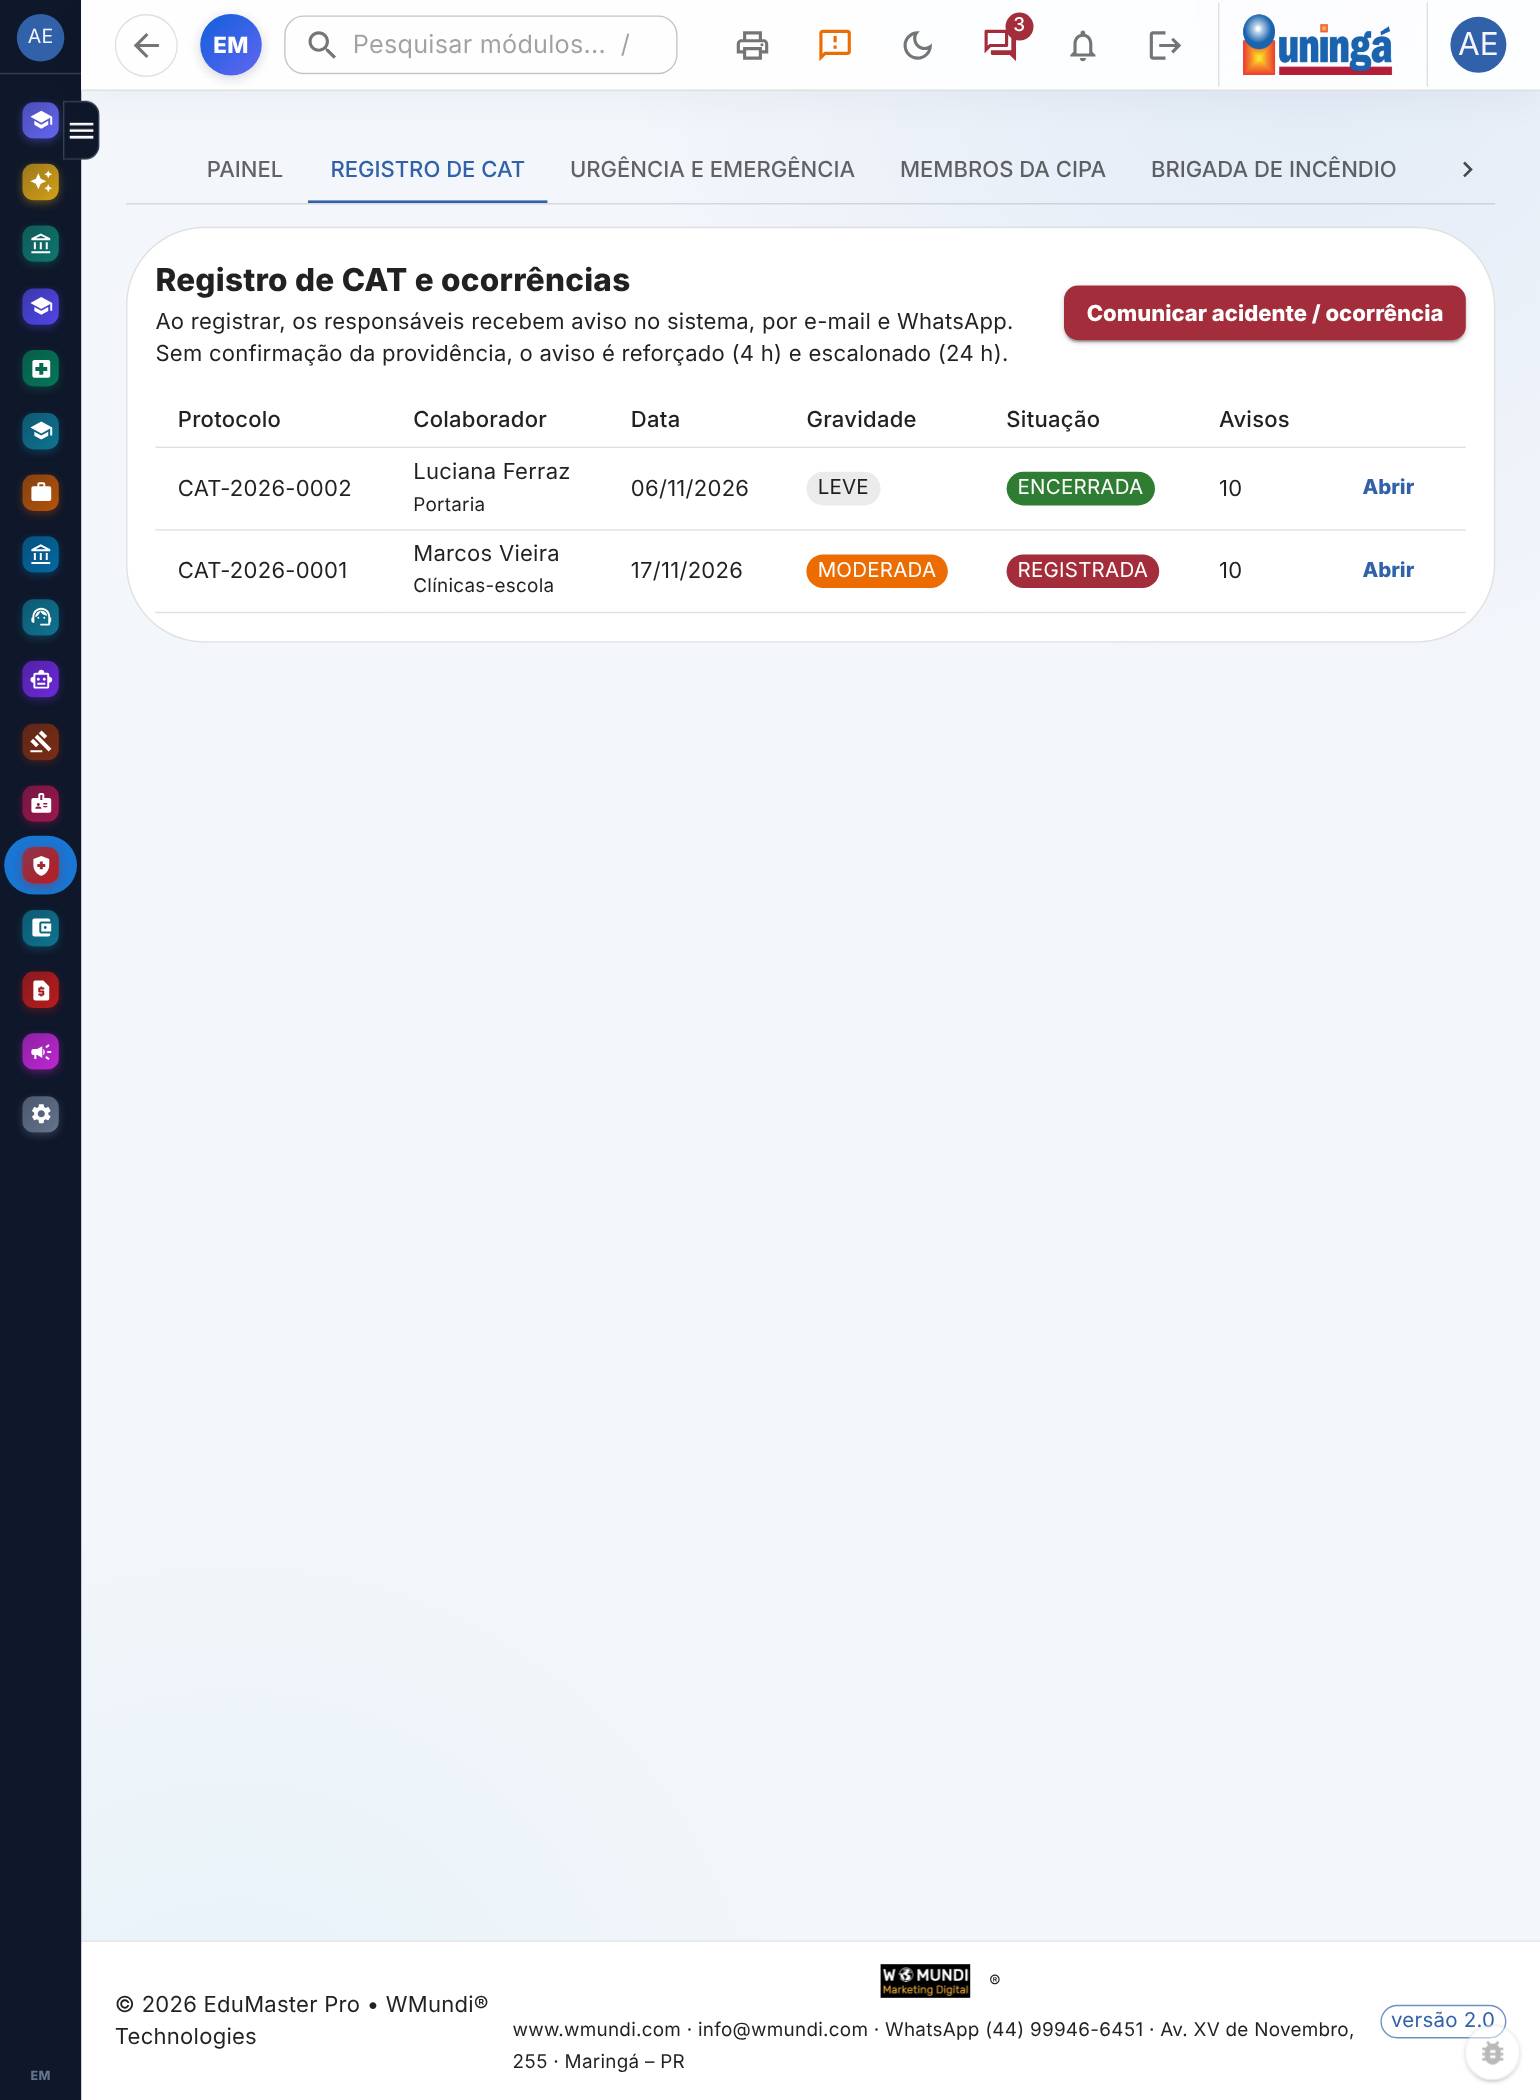 AE
EM
Pesquisar módulos... /
3
uningá
AE
PAINEL
REGISTRO DE CAT
URGÊNCIA E EMERGÊNCIA
MEMBROS DA CIPA
BRIGADA DE INCÊNDIO
Registro de CAT e ocorrências
Ao registrar, os responsáveis recebem aviso no sistema, por e-mail e WhatsApp.
Sem confirmação da providência, o aviso é reforçado (4 h) e escalonado (24 h).
Comunicar acidente / ocorrência
Protocolo Colaborador Data Gravidade Situação Avisos
CAT-2026-0002 Luciana Ferraz 06/11/2026 LEVE ENCERRADA 10 Abrir
Portaria
CAT-2026-0001 Marcos Vieira 17/11/2026 MODERADA REGISTRADA 10 Abrir
Clínicas-escola
W MUNDI ®
Marketing Digital
© 2026 EduMaster Pro • WMundi®
Technologies
www.wmundi.com · info@wmundi.com · WhatsApp (44) 99946-6451 · Av. XV de Novembro,
255 · Maringá – PR
versão 2.0
EM